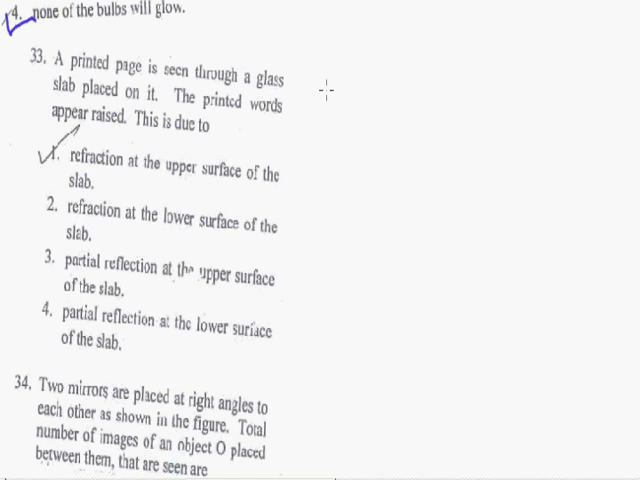 4. none of the bulbs will glow.
33. A printed page is seen through a glass
slab placed on it. The printed words
appear raised. This is due to
1. refraction at the upper surface of the
slab.
2. refraction at the lower surface of the
slab.
3. partial reflection at the upper surface
of the slab.
4. partial reflection at the lower surface
of the slab.
34. Two mirrors are placed at right angles to
each other as shown in the figure. Total
number of images of an object O placed
between them, that are seen are